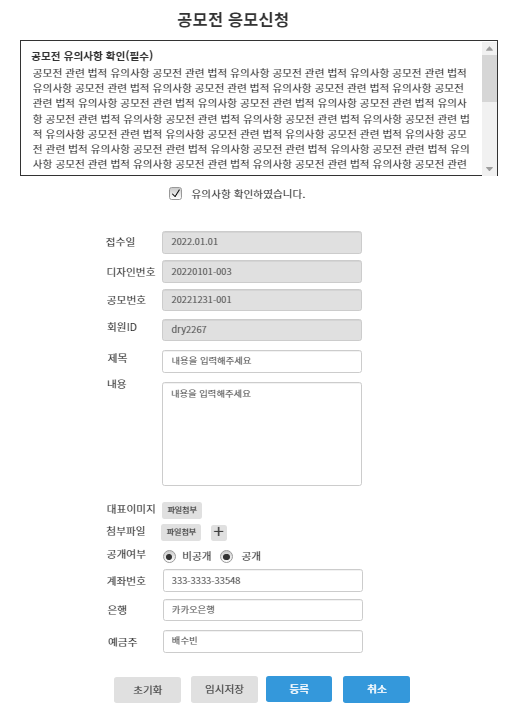 공모전 응모신청
공모전 유의사항 확인(필수)
공모전 관련 법적 유의사항 공모전 관련 법적 유의사항 공모전 관련 법적 유의사항 공모전 관련 법적
유의사항 공모전 관련 법적 유의사항 공모전 관련 법적 유의사항 공모전 관련 법적 유의사항 공모전
관련 법적 유의사항 공모전 관련 법적 유의사항 공모전 관련 법적 유의사항 공모전 관련 법적 유의사
항 공모전 관련 법적 유의사항 공모전 관련 법적 유의사항 공모전 관련 법적 유의사항 공모전 관련 법
적 유의사항 공모전 관련 법적 유의사항 공모전 관련 법적 유의사항 공모전 관련 법적 유의사항 공모
전 관련 법적 유의사항 공모전 관련 법적 유의사항 공모전 관련 법적 유의사항 공모전 관련 법적 유의
사항 공모전 관련 법적 유의사항 공모전 관련 법적 유의사항 공모전 관련 법적 유의사항 공모전 관련
유의사항 확인하였습니다.
접수일 2022.01.01
디자인번호 20220101-003
공모번호 20221231-001
회원ID dry2267
제목 내용을 입력해주세요
내용 내용을 입력해주세요
대표이미지 파일첨부
첨부파일 파일첨부 +
공개여부 비공개 공개
계좌번호 333-3333-33548
은행 카카오은행
예금주 배수빈
초기화 임시저장 등록 취소